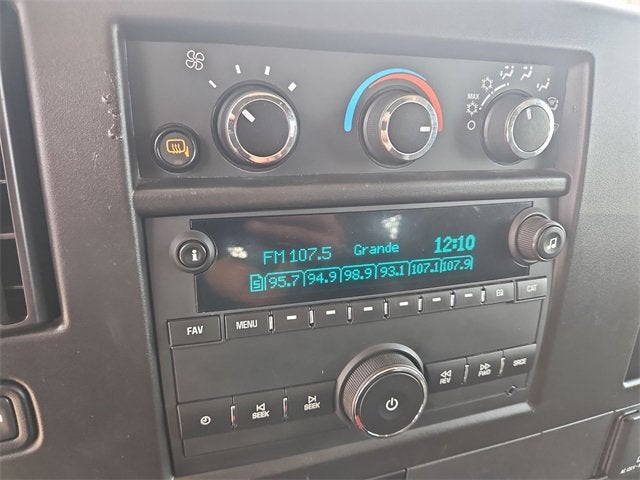 MAX
FM 107.5 Grande 12:10
5 95.7 94.9 98.9 93.1 107.1 107.9
i
FAV MENU EQ CAT
SEEK SEEK REV FWD SRCE